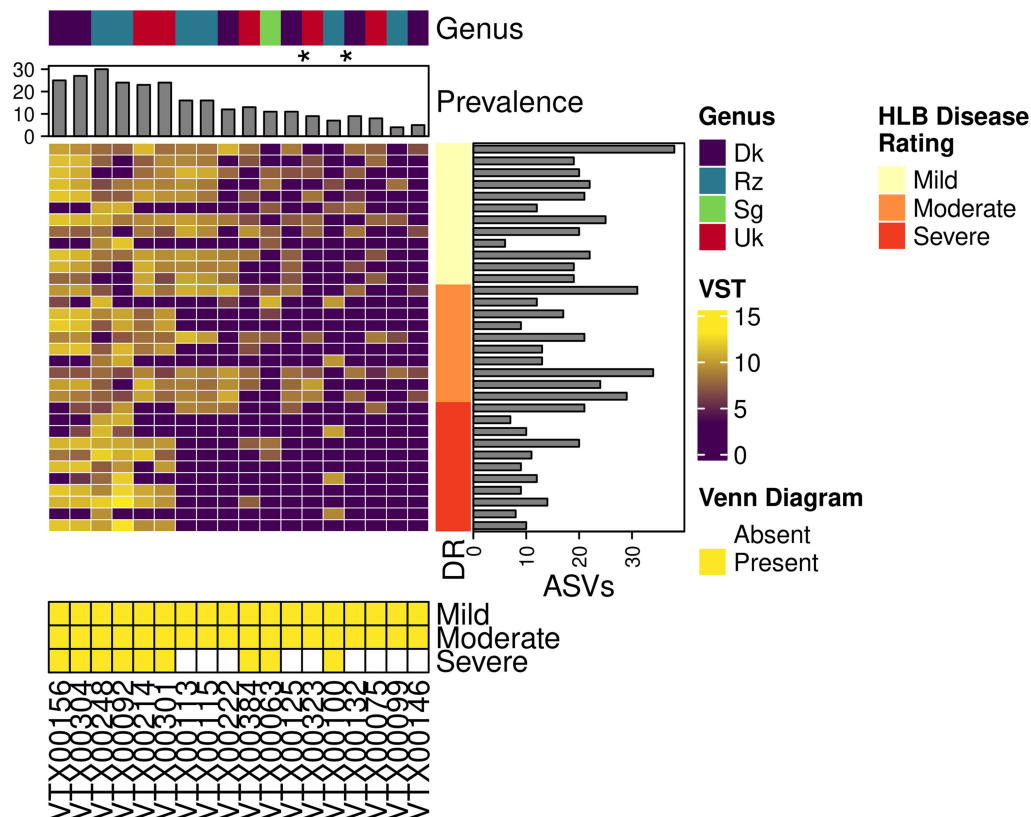 Genus
* *
Prevalence
30
20
10
0
Genus
Dk
Rz
Sg
Uk
HLB Disease
Rating
Mild
Moderate
Severe
VST
15
10
5
0
Venn Diagram
Absent
Present
DR
0
10
20
30
ASVs
Mild
Moderate
Severe
VTX00156
VTX00304
VTX00248
VTX00092
VTX00214
VTX00301
VTX00113
VTX00115
VTX00222
VTX00384
VTX00063
VTX00125
VTX00323
VTX00100
VTX00132
VTX00075
VTX00099
VTX00146